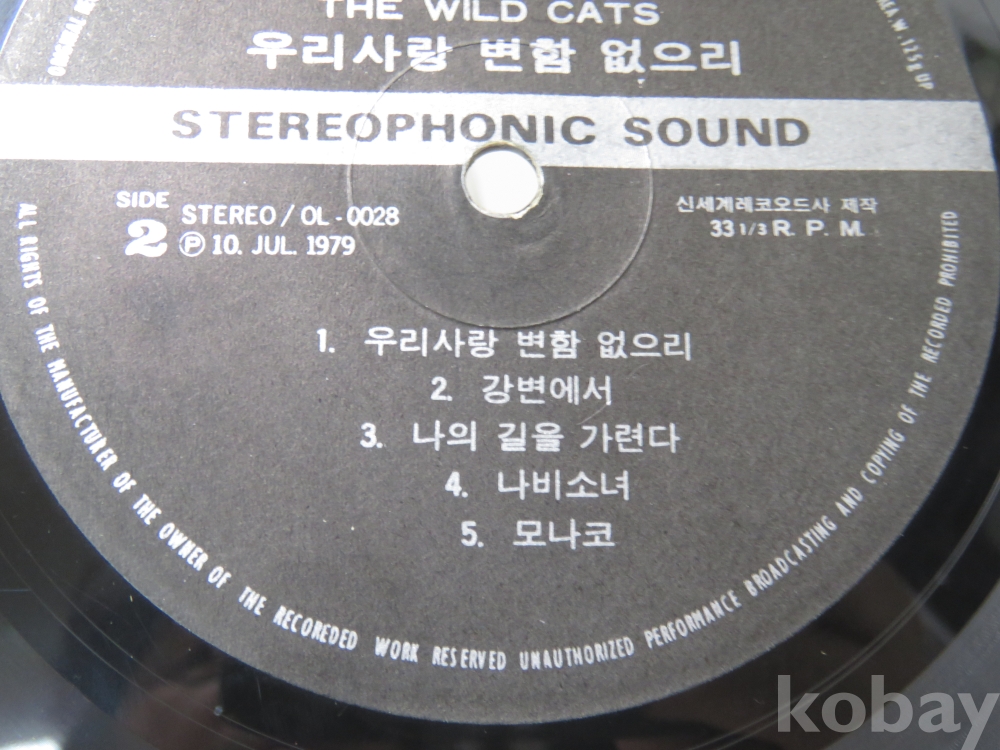 THE WILD CATS
우리사랑 변함 없으리
STEREOPHONIC SOUND
SIDE
2
STEREO / OL-0028
Ⓟ 10. JUL. 1979
신세계레코오드사 제작
33 1/3 R. P. M.
1. 우리사랑 변함 없으리
2. 강변에서
3. 나의 길을 가련다
4. 나비소녀
5. 모나코
ALL RIGHTS OF THE MANUFACTURER OF THE OWNER OF THE RECOREDED WORK RESERVED UNAUTHORIZED PERFORMANCE BROADCASTING AND COPYING OF THE RECORDED PROHIBITED
kobay